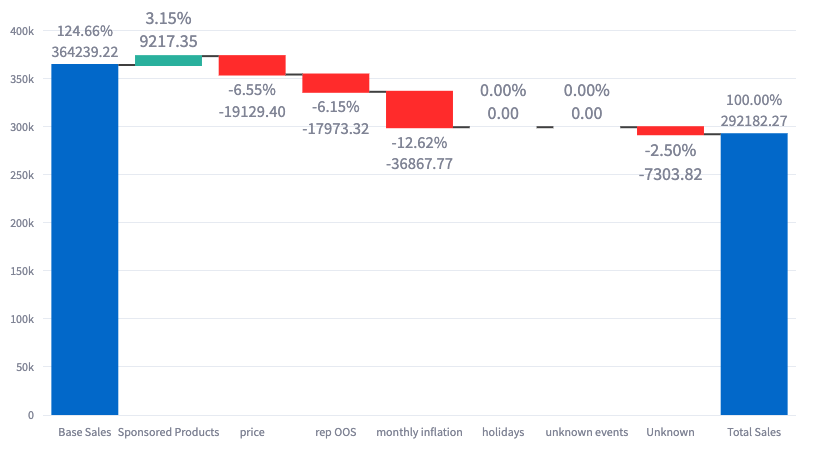 400k
350k
300k
250k
200k
150k
100k
50k
0
124.66%
364239.22
3.15%
9217.35
-6.55%
-19129.40
-6.15%
-17973.32
-12.62%
-36867.77
0.00%
0.00
0.00%
0.00
-2.50%
-7303.82
100.00%
292182.27
Base Sales
Sponsored Products
price
rep OOS
monthly inflation
holidays
unknown events
Unknown
Total Sales